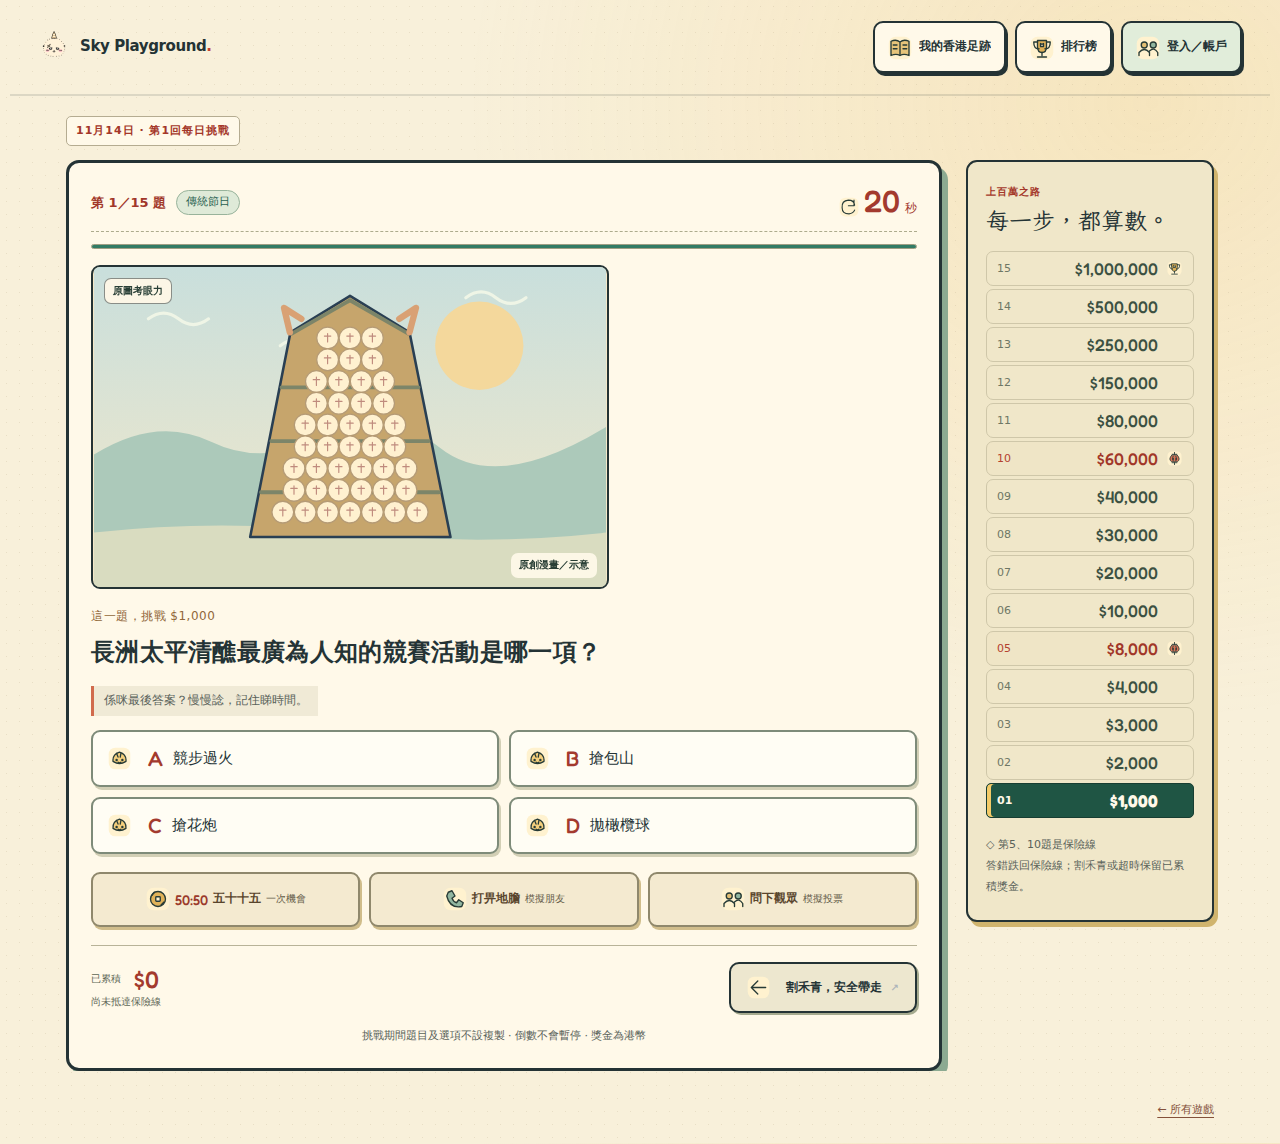 Sky Playground.
我的香港足跡
排行榜
登入／帳戶
11月14日 · 第1回每日挑戰
第 1／15 題
傳統節日
20 秒
原圖考眼力
原創漫畫／示意
這一題，挑戰 $1,000
長洲太平清醮最廣為人知的競賽活動是哪一項？
係咪最後答案？慢慢諗，記住睇時間。
A 競步過火
B 搶包山
C 搶花炮
D 拋橄欖球
50:50 五十十五 一次機會
打畀地膽 模擬朋友
問下觀眾 模擬投票
已累積 $0
尚未抵達保險線
割禾青，安全帶走 ↗
挑戰期間題目及選項不設複製 · 倒數不會暫停 · 獎金為港幣
上百萬之路
每一步，都算數。
15 $1,000,000
14 $500,000
13 $250,000
12 $150,000
11 $80,000
10 $60,000
09 $40,000
08 $30,000
07 $20,000
06 $10,000
05 $8,000
04 $4,000
03 $3,000
02 $2,000
01 $1,000
◇ 第5、10題是保險線
答錯跌回保險線；割禾青或超時保留已累
積獎金。
← 所有遊戲